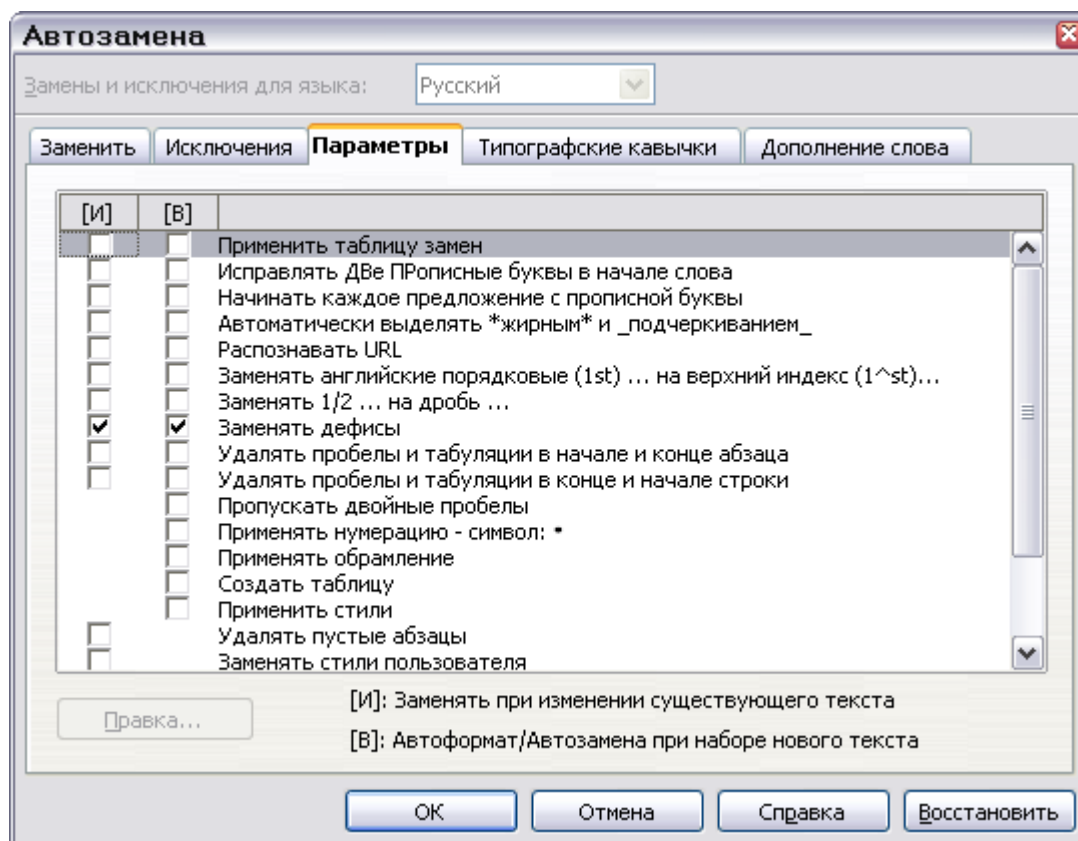 Автозамена
Замены и исключения для языка: Русский
Заменить Исключения Параметры Типографские кавычки Дополнение слова
[И] [В]
Применить таблицу замен
Исправлять ДВе ПРописные буквы в начале слова
Начинать каждое предложение с прописной буквы
Автоматически выделять *жирным* и _подчеркиванием_
Распознавать URL
Заменять английские порядковые (1st) ... на верхний индекс (1^st)...
Заменять 1/2 ... на дробь ...
Заменять дефисы
Удалять пробелы и табуляции в начале и конце абзаца
Удалять пробелы и табуляции в конце и начале строки
Пропускать двойные пробелы
Применять нумерацию - символ: •
Применять обрамление
Создать таблицу
Применить стили
Удалять пустые абзацы
Заменять стили пользователя
[И]: Заменять при изменении существующего текста
Правка...
[В]: Автоформат/Автозамена при наборе нового текста
ОК Отмена Справка Восстановить